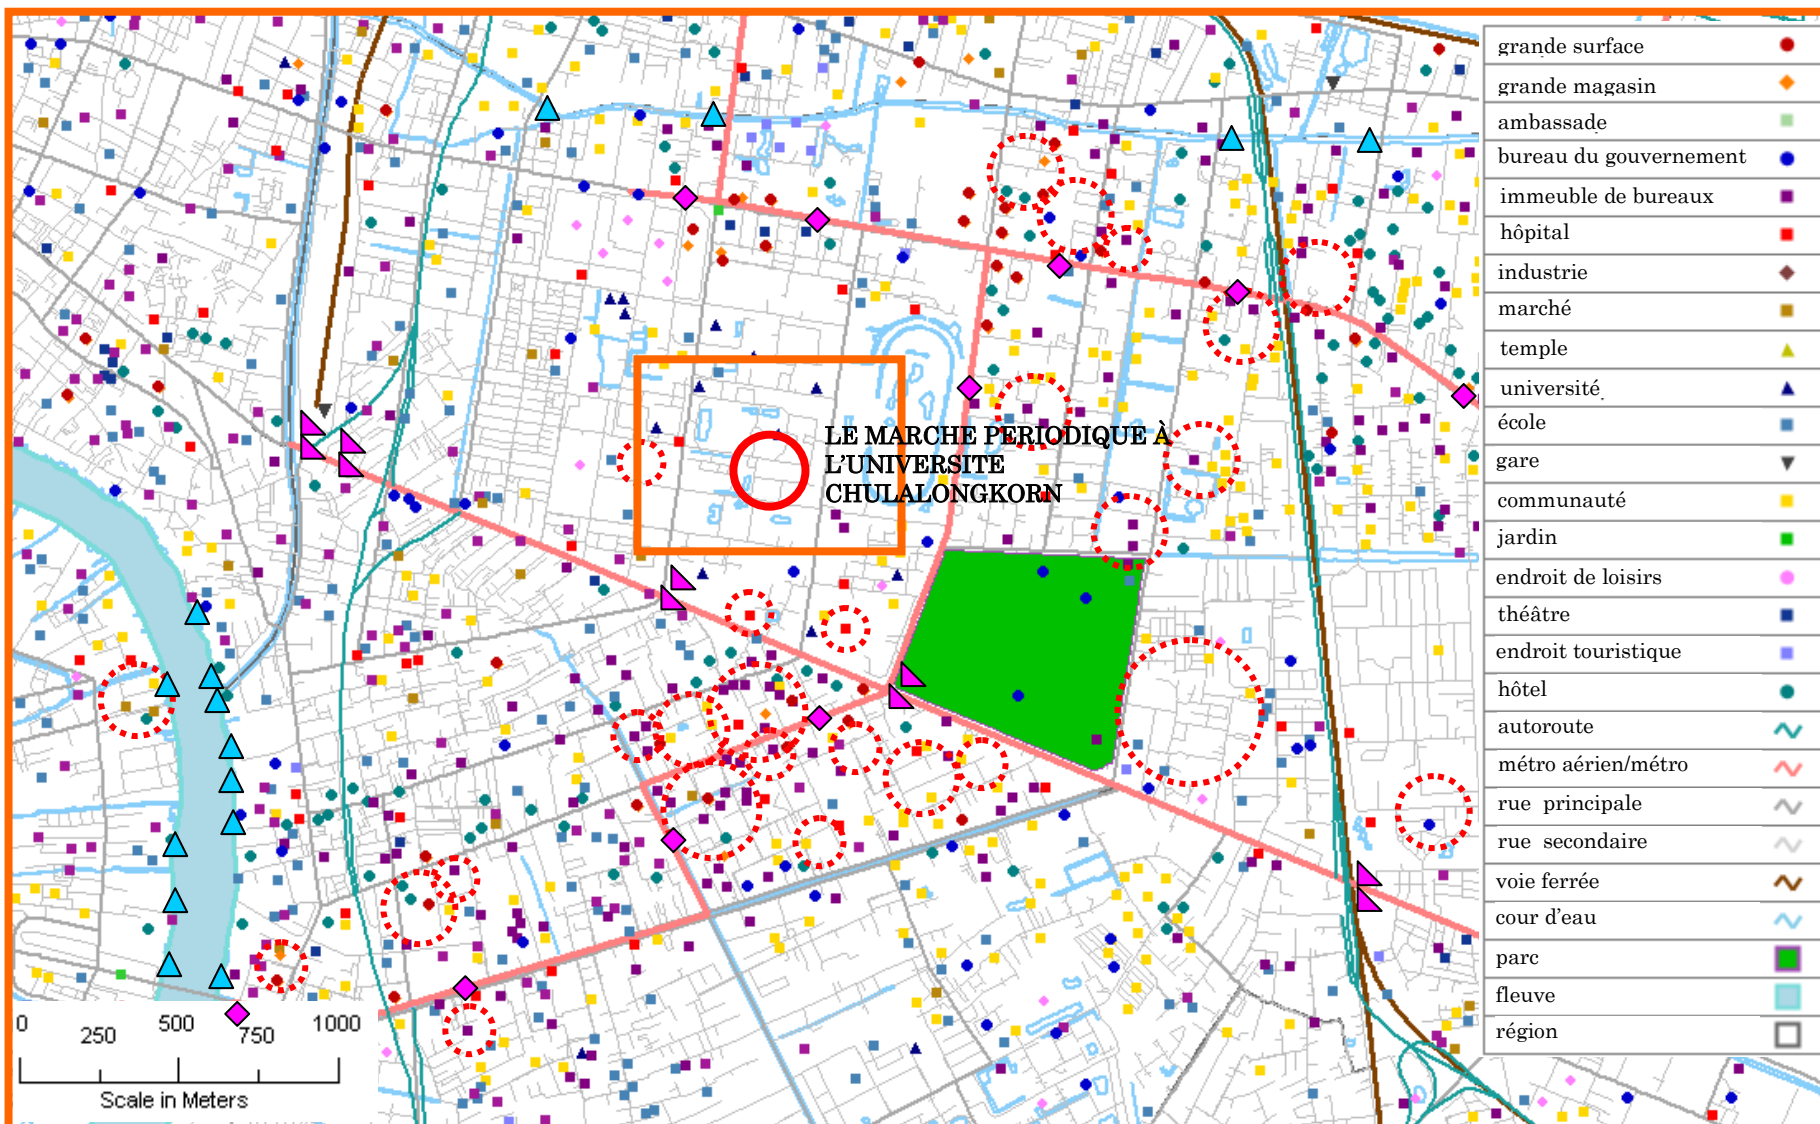 grande surface
grande magasin
ambassade
bureau du gouvernement
immeuble de bureaux
hôpital
industrie
marché
temple
université
école
gare
communauté
jardin
endroit de loisirs
théâtre
endroit touristique
hôtel
autoroute
métro aérien/métro
rue principale
rue secondaire
voie ferrée
cour d'eau
parc
fleuve
région
LE MARCHE PERIODIQUE À
L'UNIVERSITE
CHULALONGKORN
0 250 500 750 1000
Scale in Meters